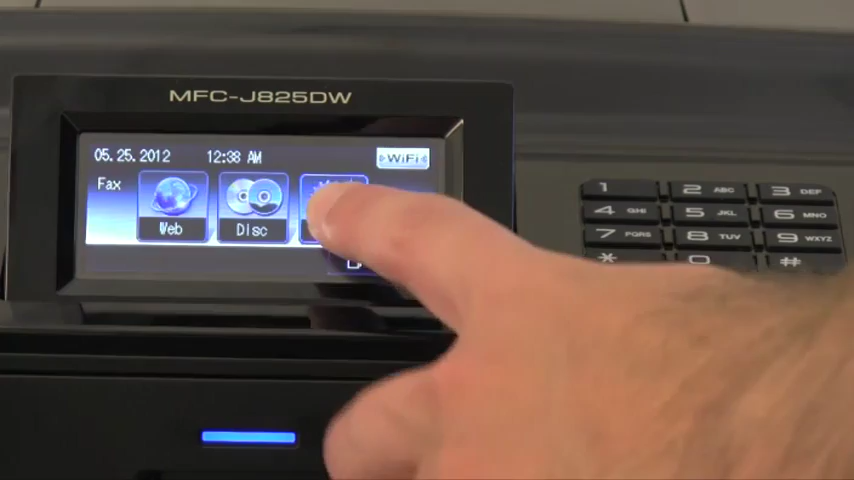 MFC-J825DW
05.25.2012 12:38 AM WiFi
Fax
Web Disc
1 2 ABC 3 DEF
4 GHI 5 JKL 6 MNO
7 PQRS 8 TUV 9 WXYZ
* 0 #